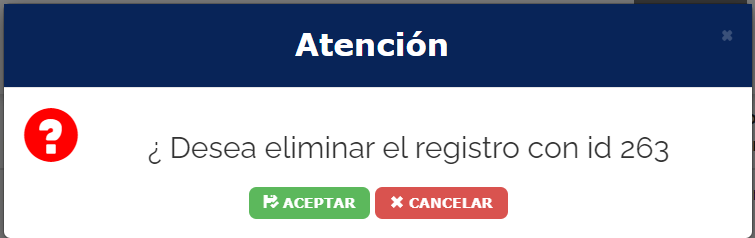 Atención
¿ Desea eliminar el registro con id 263
ACEPTAR CANCELAR